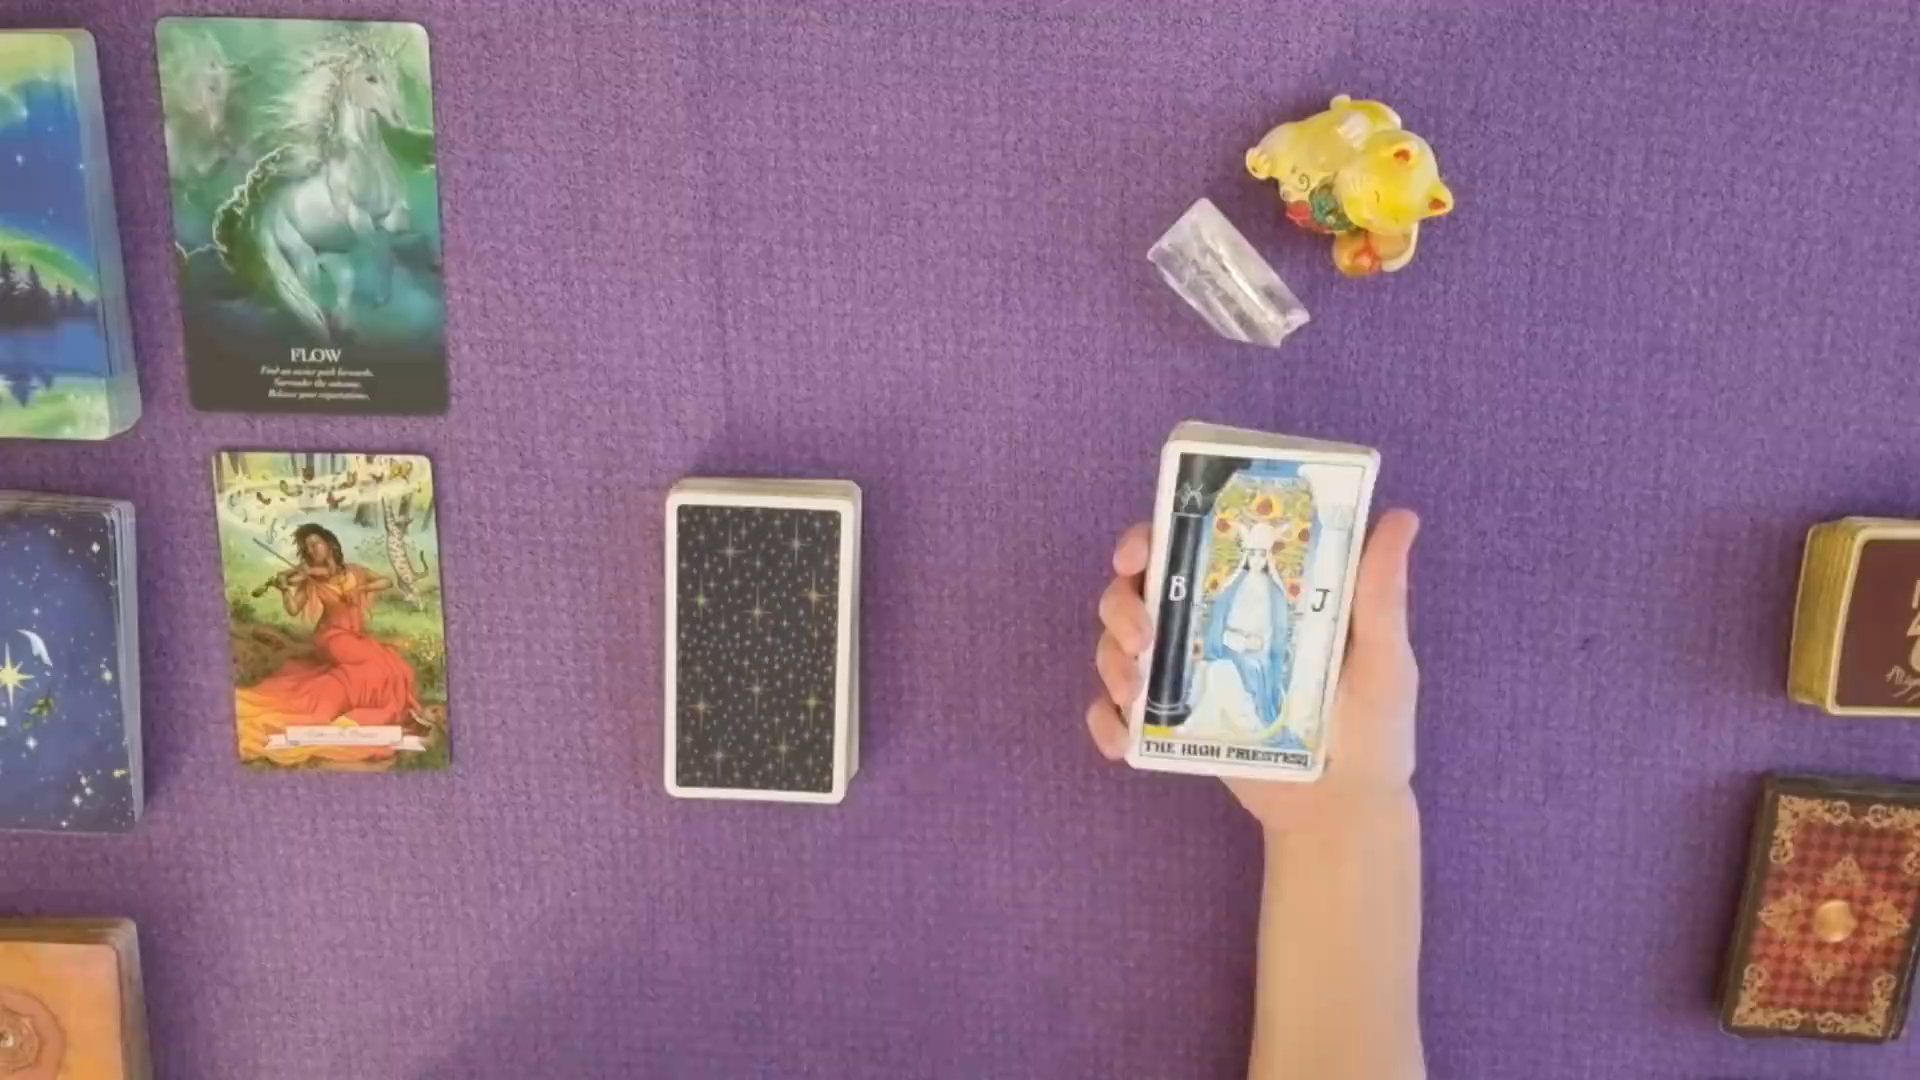 FLOW
Find an easier path forwards.
Surrender the outcome.
Release your expectations.
B
J
THE HIGH PRIESTESS